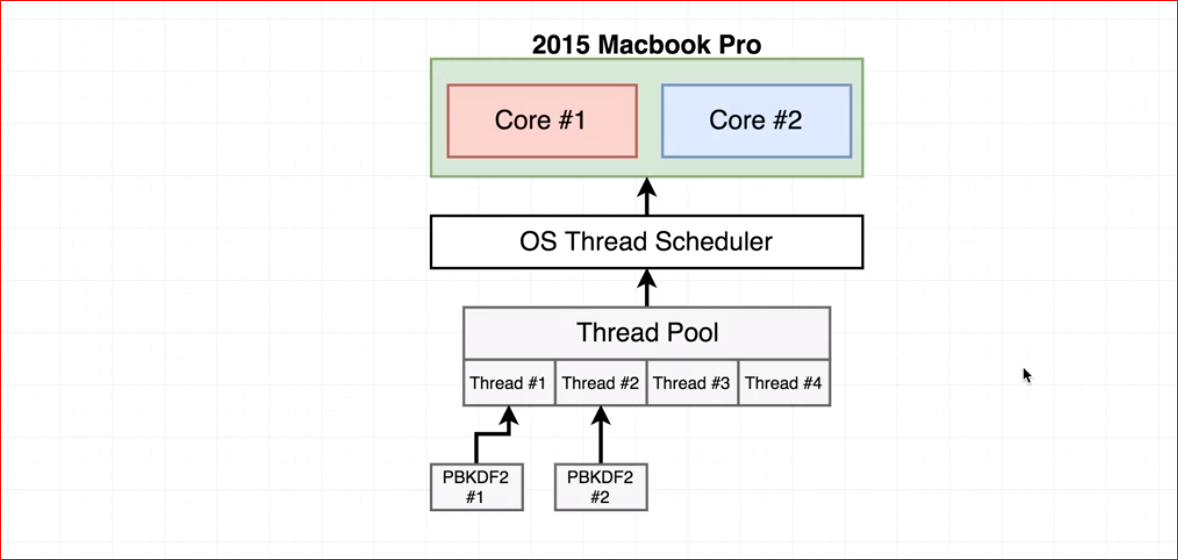 2015 Macbook Pro
Core #1
Core #2
OS Thread Scheduler
Thread Pool
Thread #1
Thread #2
Thread #3
Thread #4
PBKDF2
#1
PBKDF2
#2